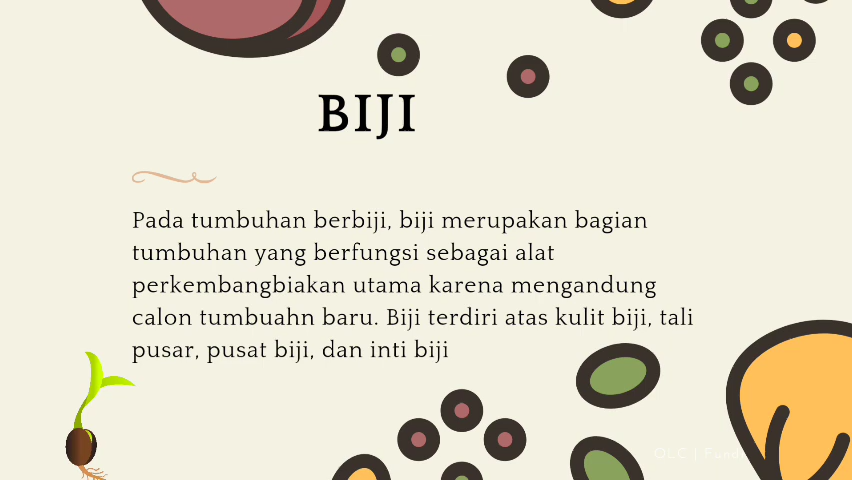 BIJI
Pada tumbuhan berbiji, biji merupakan bagian
tumbuhan yang berfungsi sebagai alat
perkembangbiakan utama karena mengandung
calon tumbuahn baru. Biji terdiri atas kulit biji, tali
pusar, pusat biji, dan inti biji